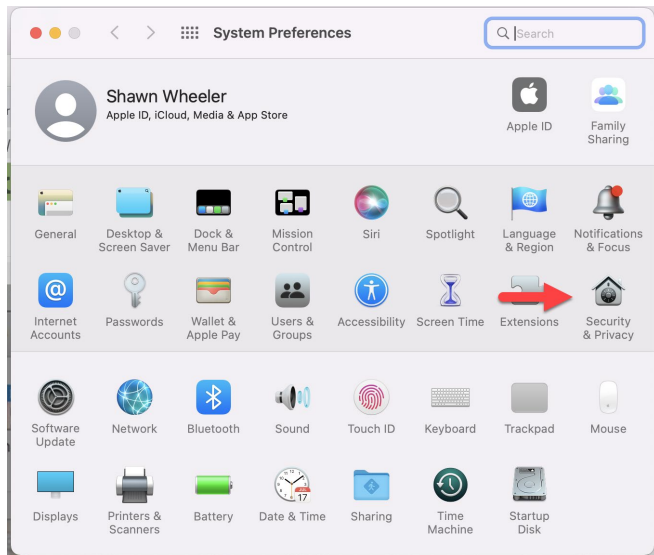 System Preferences
Search
Shawn Wheeler
Apple ID, iCloud, Media & App Store
Apple ID
Family
Sharing
General
Desktop &
Screen Saver
Dock &
Menu Bar
Mission
Control
Siri
Spotlight
Language
& Region
Notifications
& Focus
Internet
Accounts
Passwords
Wallet &
Apple Pay
Users &
Groups
Accessibility
Screen Time
Extensions
Security
& Privacy
Software
Update
Network
Bluetooth
Sound
Touch ID
Keyboard
Trackpad
Mouse
Displays
Printers &
Scanners
Battery
Date & Time
17
Sharing
Time
Machine
Startup
Disk